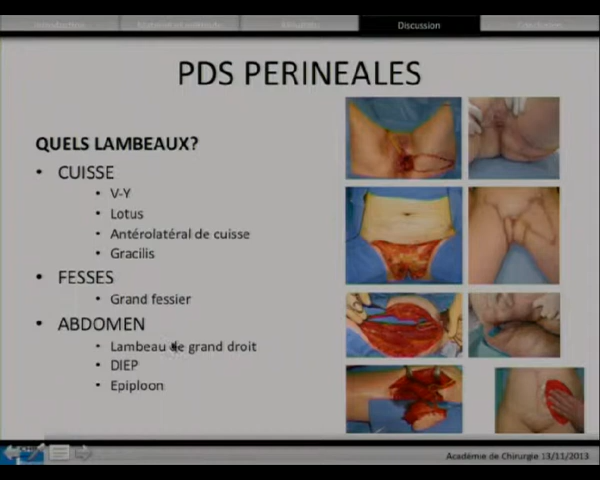 Discussion
PDS PERINEALES
QUELS LAMBEAUX?
• CUISSE
• V-Y
• Lotus
• Antérolatéral de cuisse
• Gracilis
• FESSES
• Grand fessier
• ABDOMEN
• Lambeau de grand droit
• DIEP
• Epiploon
Académie de Chirurgie 13/11/2013